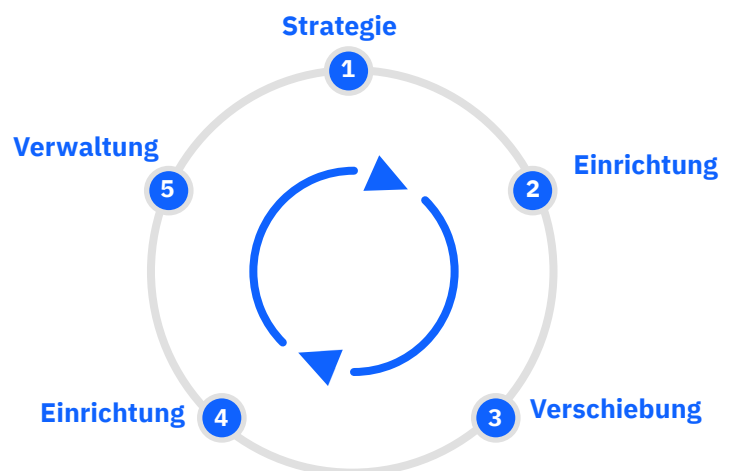 Strategie
1
Verwaltung
Einrichtung
5
2
Einrichtung
4
3
Verschiebung